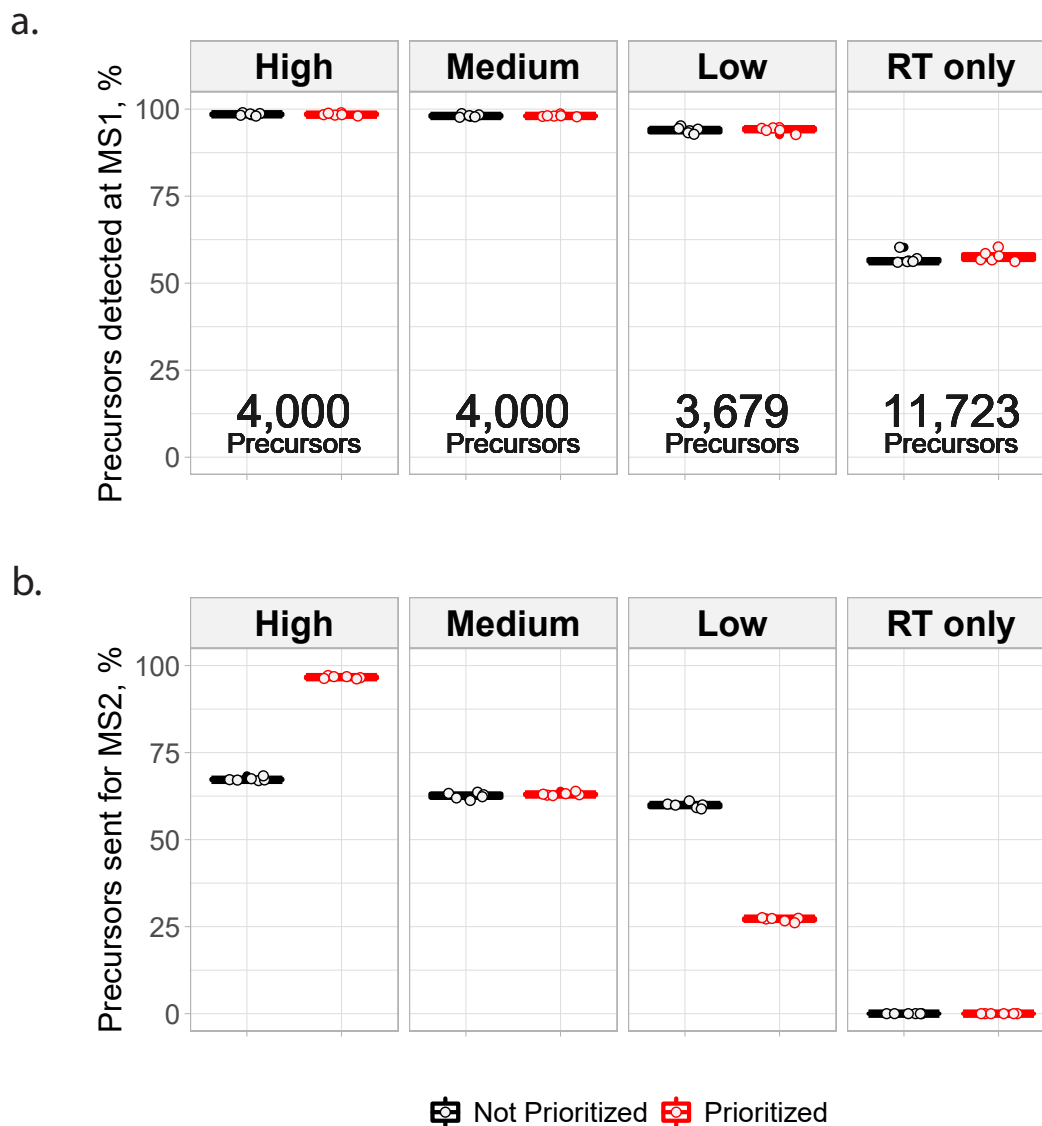 a.
High Medium Low RT only
Precursors detected at MS1, %
100
75
50
25
0
4,000 4,000 3,679 11,723
Precursors Precursors Precursors Precursors
b.
High Medium Low RT only
Precursors sent for MS2, %
100
75
50
25
0
Not Prioritized Prioritized